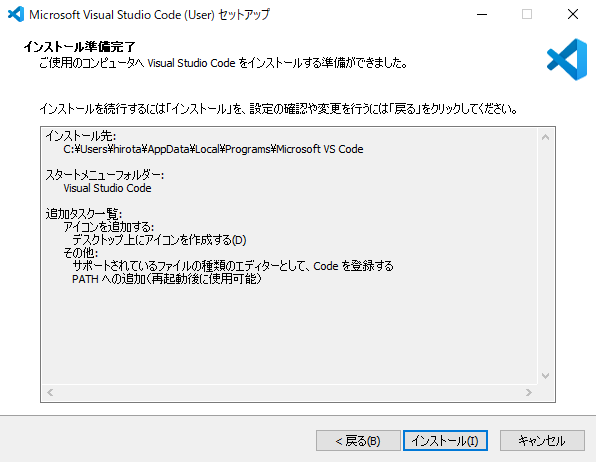 Microsoft Visual Studio Code (User) セットアップ
インストール準備完了
ご使用のコンピュータへ Visual Studio Code をインストールする準備ができました。
インストールを続行するには「インストール」を、設定の確認や変更を行うには「戻る」をクリックしてください。
インストール先:
C:¥Users¥hirota¥AppData¥Local¥Programs¥Microsoft VS Code
スタートメニューフォルダー:
Visual Studio Code
追加タスク一覧:
アイコンを追加する:
デスクトップ上にアイコンを作成する(D)
その他:
サポートされているファイルの種類のエディターとして、Code を登録する
PATH への追加（再起動後に使用可能）
< 戻る(B)
インストール(I)
キャンセル